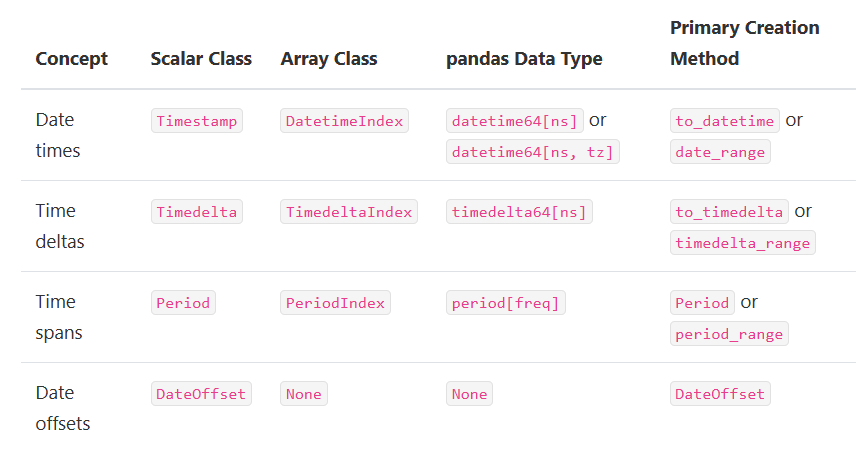 Concept Scalar Class Array Class pandas Data Type Primary Creation Method
Date times Timestamp DatetimeIndex datetime64[ns] or datetime64[ns, tz] to_datetime or date_range
Time deltas Timedelta TimedeltaIndex timedelta64[ns] to_timedelta or timedelta_range
Time spans Period PeriodIndex period[freq] Period or period_range
Date offsets DateOffset None None DateOffset